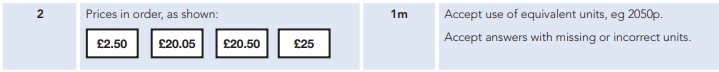 2 Prices in order, as shown: 1m Accept use of equivalent units, eg 2050p.
£2.50 £20.05 £20.50 £25 Accept answers with missing or incorrect units.